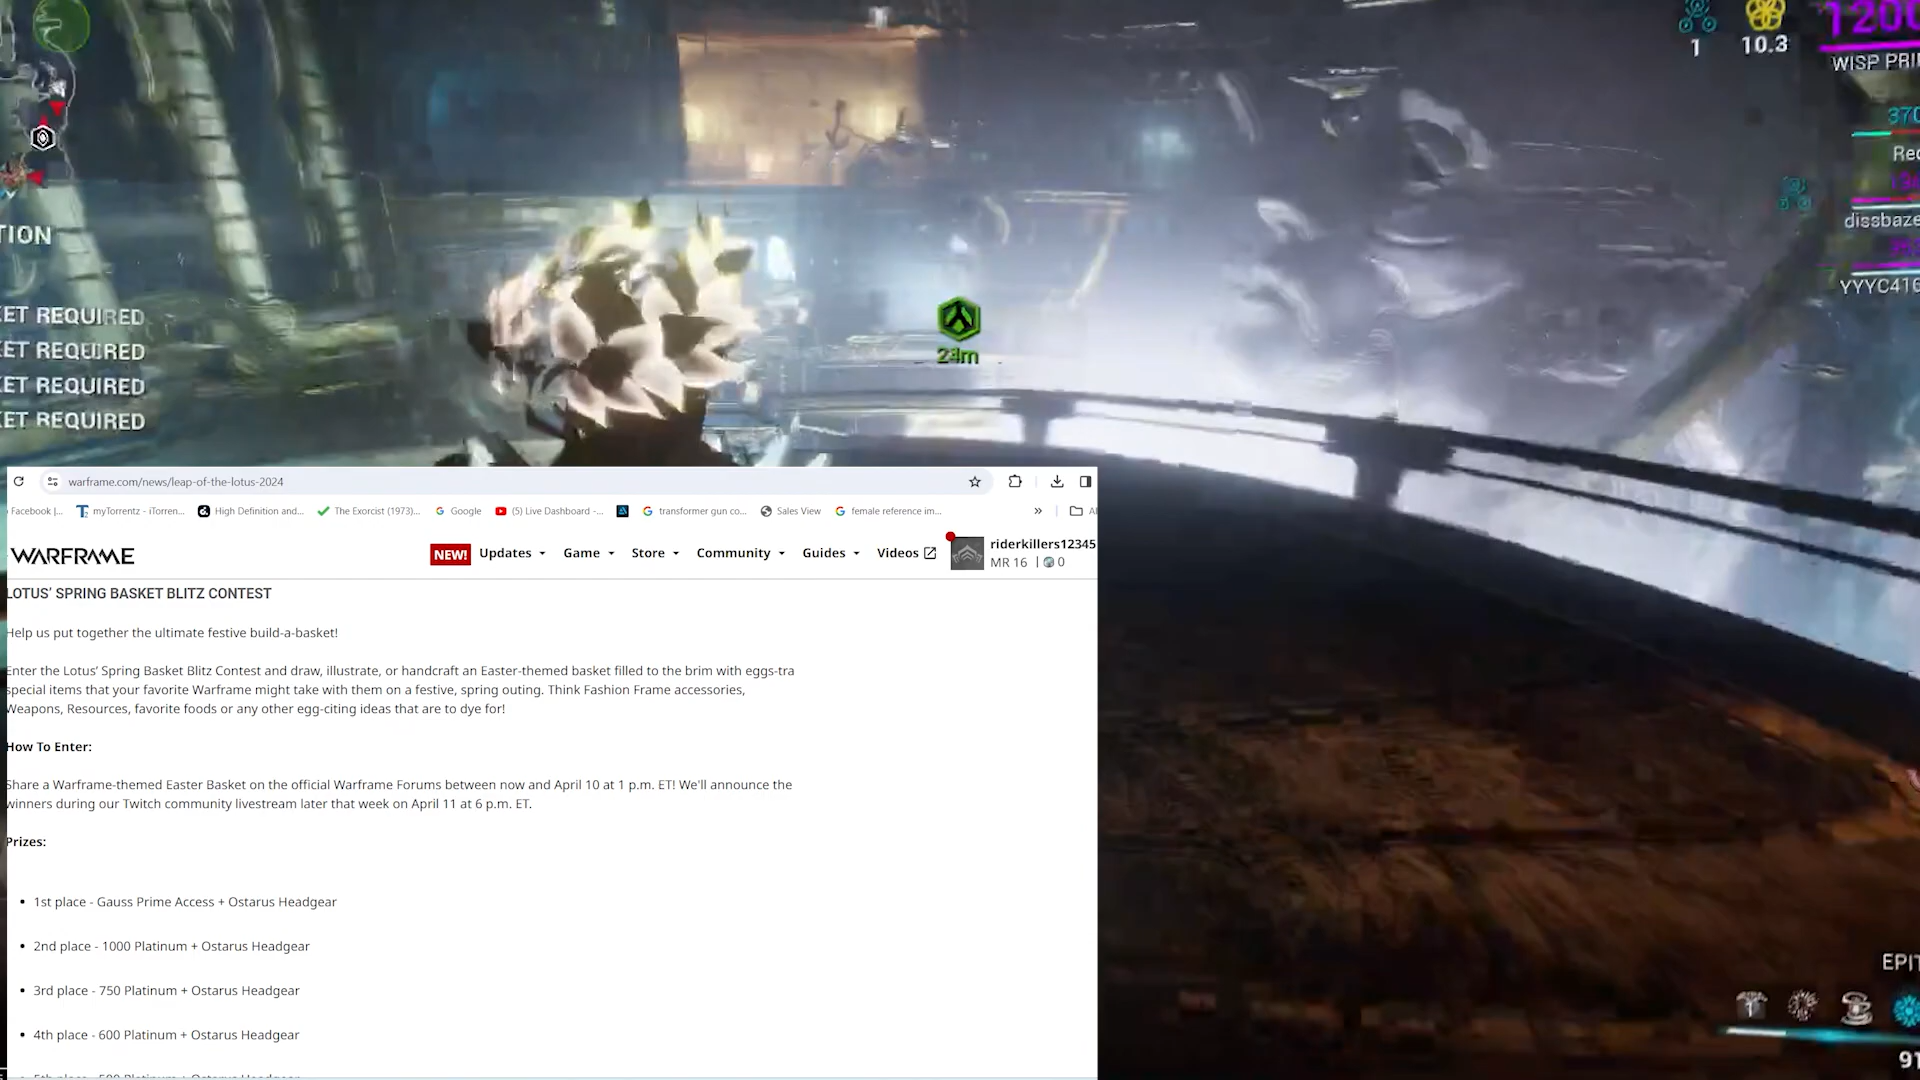 1
10.3
1200
WISP PRI
370
Rec
dissbaze
YYYC416
TION
ET REQUIRED
ET REQUIRED
ET REQUIRED
ET REQUIRED
warframe.com/news/leap-of-the-lotus-2024
Facebook |... myTorrentz - iTorren... High Definition and... The Exorcist (1973)... Google (5) Live Dashboard -... transformer gun co... Sales View female reference im... »
WARFRAME NEW! Updates Game Store Community Guides Videos riderkillers12345
MR 16 | 0
LOTUS' SPRING BASKET BLITZ CONTEST
Help us put together the ultimate festive build-a-basket!
Enter the Lotus' Spring Basket Blitz Contest and draw, illustrate, or handcraft an Easter-themed basket filled to the brim with eggs-tra
special items that your favorite Warframe might take with them on a festive, spring outing. Think Fashion Frame accessories,
Weapons, Resources, favorite foods or any other egg-citing ideas that are to dye for!
How To Enter:
Share a Warframe-themed Easter Basket on the official Warframe Forums between now and April 10 at 1 p.m. ET! We'll announce the
winners during our Twitch community livestream later that week on April 11 at 6 p.m. ET.
Prizes:
• 1st place - Gauss Prime Access + Ostarus Headgear
• 2nd place - 1000 Platinum + Ostarus Headgear
• 3rd place - 750 Platinum + Ostarus Headgear
• 4th place - 600 Platinum + Ostarus Headgear
EPIT
91